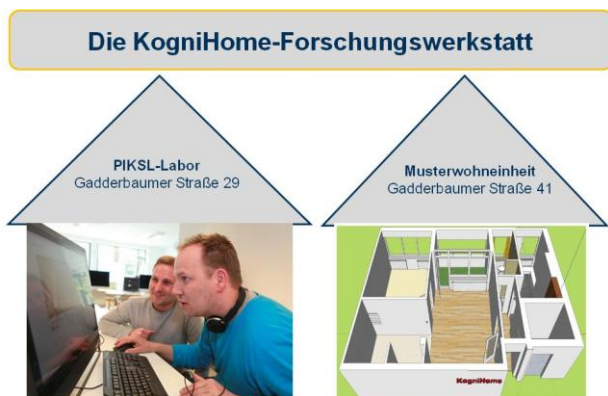 Die KogniHome-Forschungswerkstatt
PIKSL-Labor
Gadderbaumer Straße 29
Musterwohneinheit
Gadderbaumer Straße 41
KogniHome